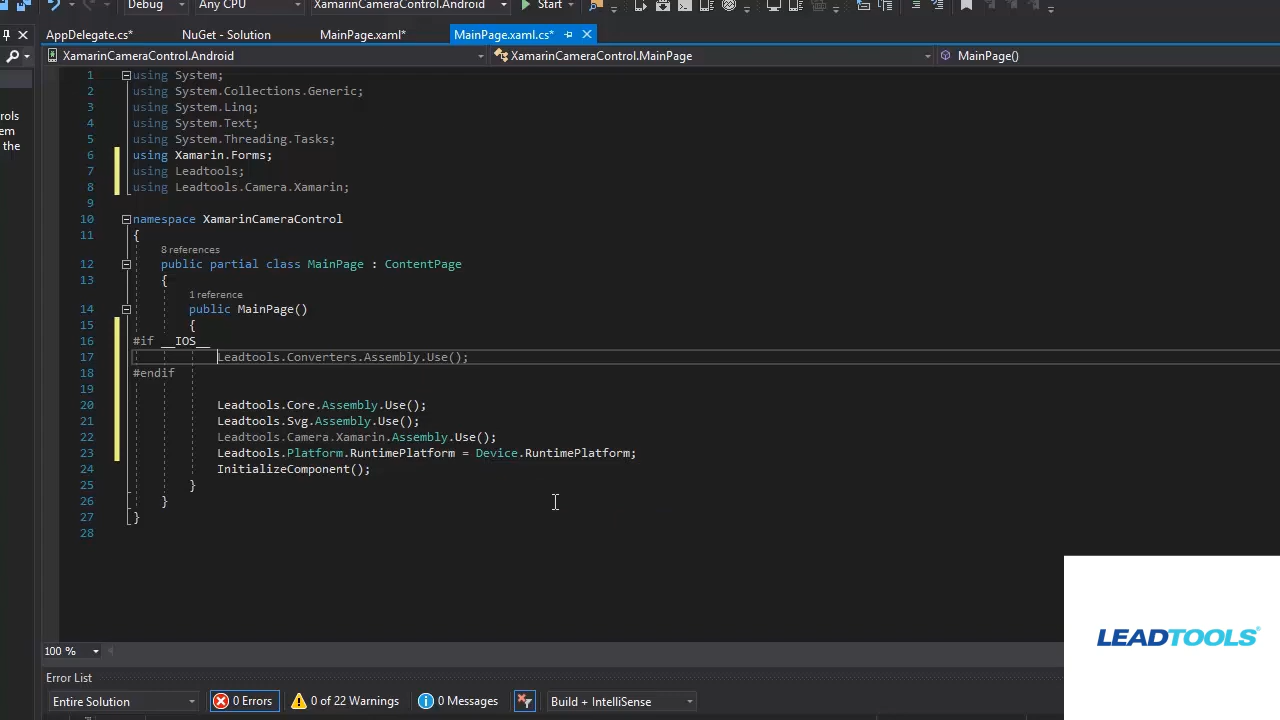 Debug Any CPU XamarinCameraControl.Android Start
AppDelegate.cs* NuGet - Solution MainPage.xaml* MainPage.xaml.cs*
XamarinCameraControl.Android XamarinCameraControl.MainPage MainPage()
rols
em
the
1 using System;
2 using System.Collections.Generic;
3 using System.Linq;
4 using System.Text;
5 using System.Threading.Tasks;
6 using Xamarin.Forms;
7 using Leadtools;
8 using Leadtools.Camera.Xamarin;
9
10 namespace XamarinCameraControl
11 {
8 references
12 public partial class MainPage : ContentPage
13 {
1 reference
14 public MainPage()
15 {
16 #if __IOS__
17 Leadtools.Converters.Assembly.Use();
18 #endif
19
20 Leadtools.Core.Assembly.Use();
21 Leadtools.Svg.Assembly.Use();
22 Leadtools.Camera.Xamarin.Assembly.Use();
23 Leadtools.Platform.RuntimePlatform = Device.RuntimePlatform;
24 InitializeComponent();
25 }
26 }
27 }
28
LEADTOOLS®
100 %
Error List
Entire Solution 0 Errors 0 of 22 Warnings 0 Messages Build + IntelliSense